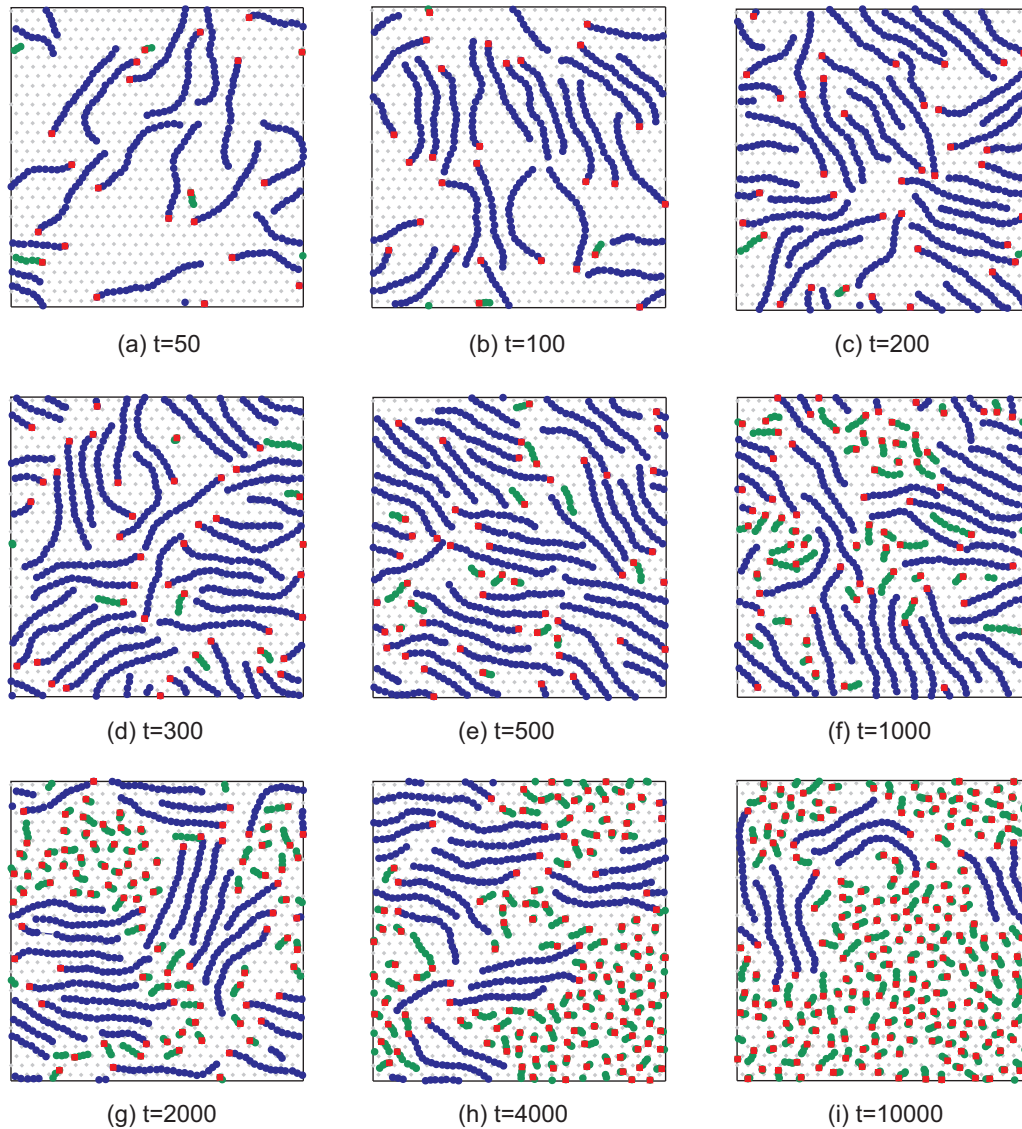 (a) t=50
(b) t=100
(c) t=200
(d) t=300
(e) t=500
(f) t=1000
(g) t=2000
(h) t=4000
(i) t=10000